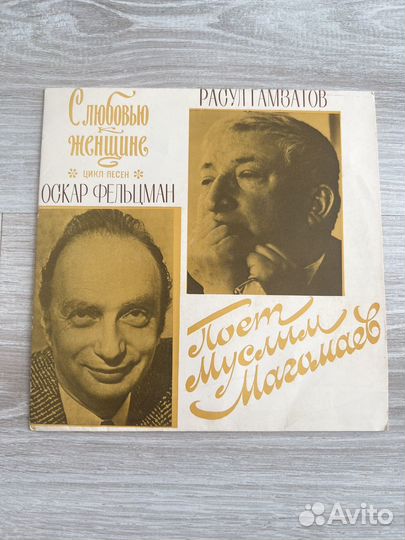 С любовью
к
женщине
* ЦИКЛ ПЕСЕН *
ОСКАР ФЕЛЬЦМАН
РАСУЛ ГАМЗАТОВ
Поет
Муслим
Магомаев
Avito